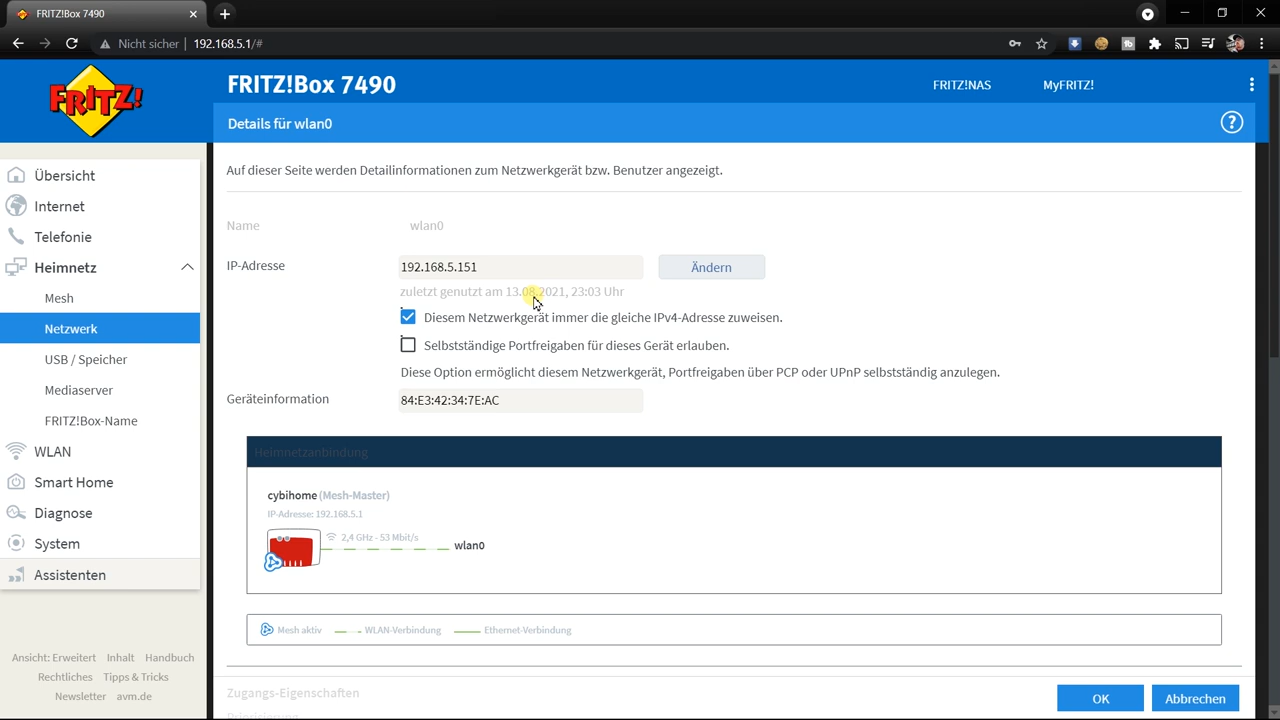 FRITZ!Box 7490
Nicht sicher | 192.168.5.1/#
FRITZ!
FRITZ!Box 7490
FRITZ!NAS
MyFRITZ!
Details für wlan0
Übersicht
Internet
Telefonie
Heimnetz
Mesh
Netzwerk
USB / Speicher
Mediaserver
FRITZ!Box-Name
WLAN
Smart Home
Diagnose
System
Assistenten
Ansicht: Erweitert Inhalt Handbuch
Rechtliches Tipps & Tricks
Newsletter avm.de
Auf dieser Seite werden Detailinformationen zum Netzwerkgerät bzw. Benutzer angezeigt.
Name wlan0
IP-Adresse 192.168.5.151 Ändern
zuletzt genutzt am 13.08.2021, 23:03 Uhr
Diesem Netzwerkgerät immer die gleiche IPv4-Adresse zuweisen.
Selbstständige Portfreigaben für dieses Gerät erlauben.
Diese Option ermöglicht diesem Netzwerkgerät, Portfreigaben über PCP oder UPnP selbstständig anzulegen.
Geräteinformation 84:E3:42:34:7E:AC
Heimnetzanbindung
cybihome (Mesh-Master)
IP-Adresse: 192.168.5.1
2,4 GHz - 53 Mbit/s
wlan0
Mesh aktiv WLAN-Verbindung Ethernet-Verbindung
Zugangs-Eigenschaften
Priorisierung
OK Abbrechen